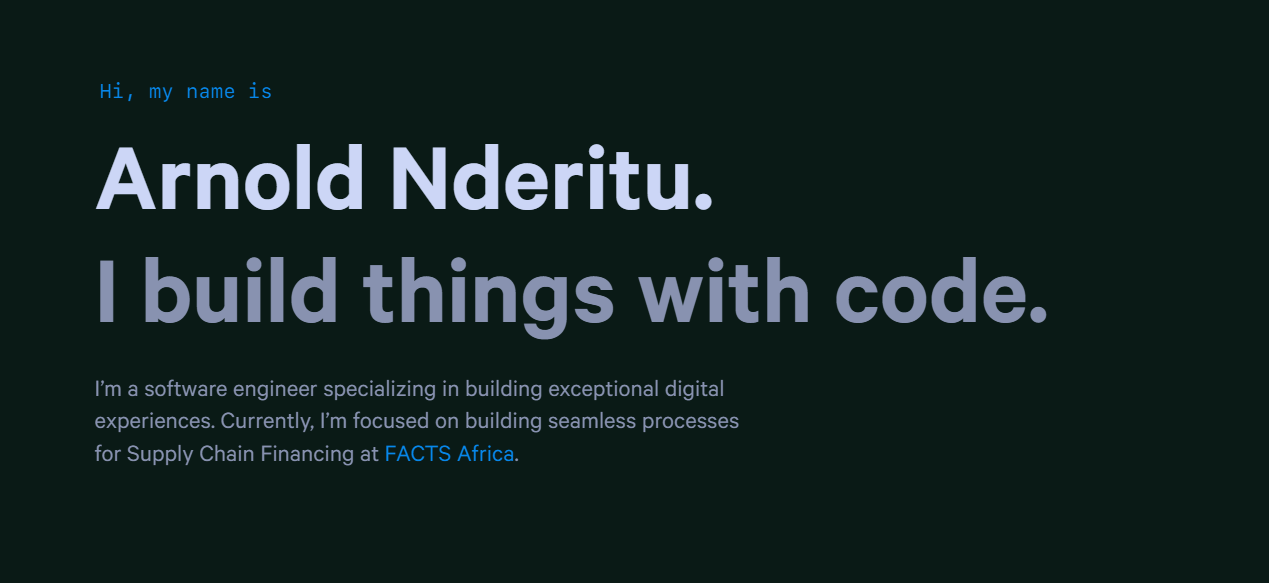 Hi, my name is
Arnold Nderitu.
I build things with code.
I’m a software engineer specializing in building exceptional digital
experiences. Currently, I’m focused on building seamless processes
for Supply Chain Financing at FACTS Africa.